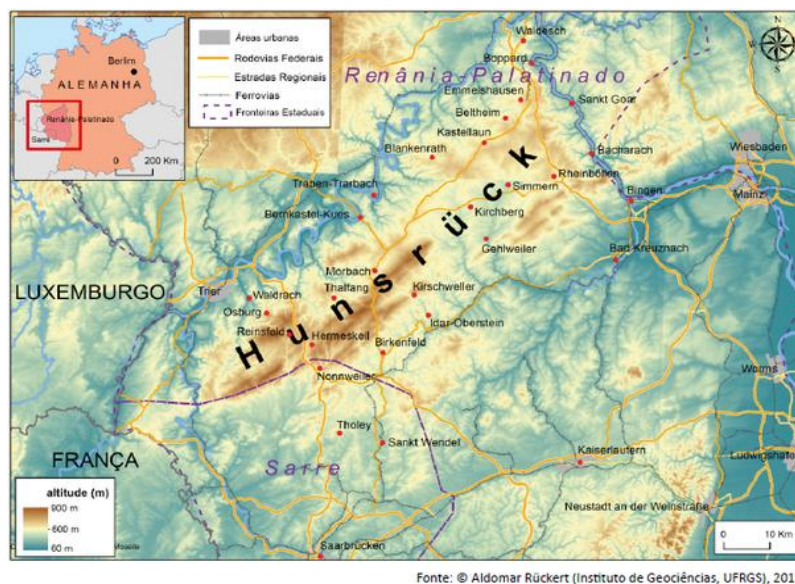 Berlim
ALEMANHA
Renânia-Palatinado
Sarre
0 200 Km
Áreas urbanas
Rodovias Federais
Estradas Regionais
Ferrovias
Fronteiras Estaduais
N
W E
S
Renânia-Palatinado
Waldesch
Boppard
Emmelshausen
Sankt Goar
Beltheim
Kastellaun
Blankenrath
Bacharach
Wiesbaden
Rheinböllen
Mainz
Simmern
Traben-Trarbach
Bingen
Kirchberg
Bernkastel-Kues
Gehlweiler
Bad Kreuznach
Hunsrück
Morbach
LUXEMBURGO
Trier
Waldrach
Thalfang
Kirschweiler
Osburg
Idar-Oberstein
Reinsfeld
Hermeskeil
Birkenfeld
Nonnweiler
Worms
Tholey
Sankt Wendel
FRANÇA
Sarre
Kaiserlautern
Ludwigshafen
altitude (m)
900 m
600 m
60 m
Neustadt an der Weinstraße
0 10 Km
Moselle
Saarbrücken
Fonte: © Aldomar Rückert (Instituto de Geociências, UFRGS), 201